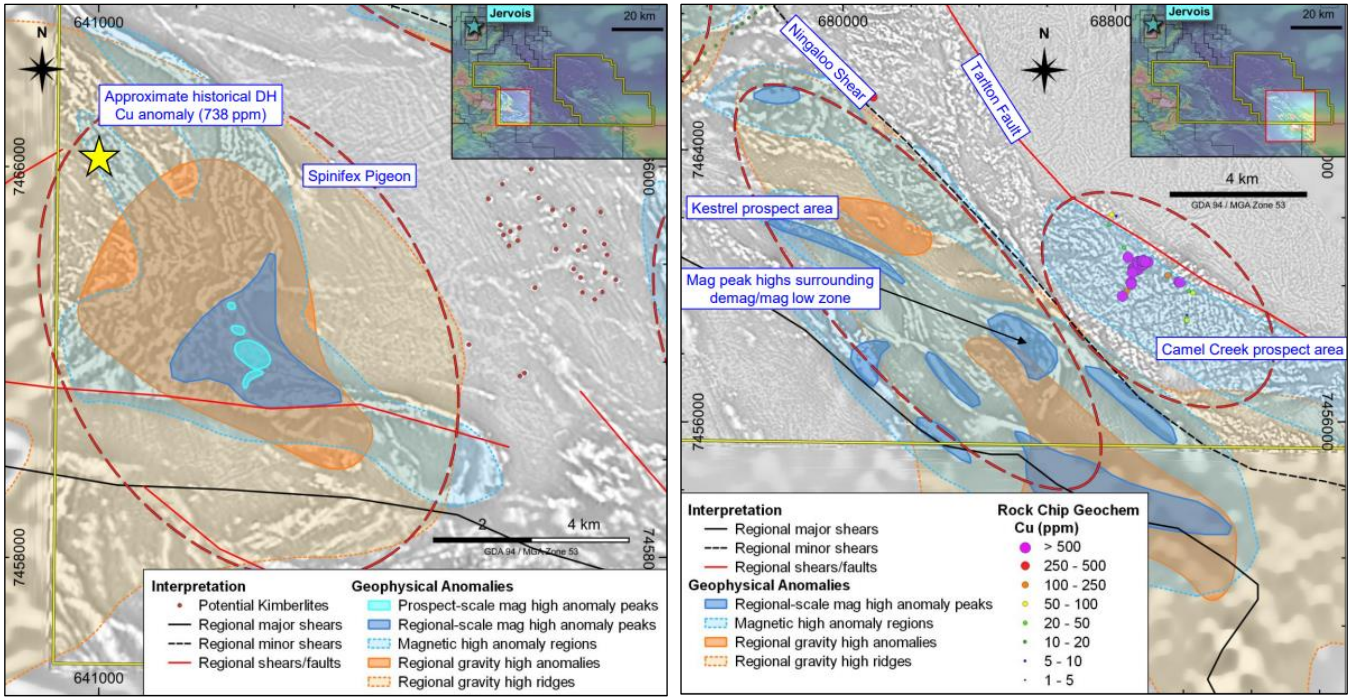 641000
Jervois
20 km
N
Approximate historical DH
Cu anomaly (738 ppm)
Spinifex Pigeon
7466000
7458000
2
4 km
GDA 94 / MGA Zone 53
Interpretation
Potential Kimberlites
Regional major shears
Regional minor shears
Regional shears/faults
Geophysical Anomalies
Prospect-scale mag high anomaly peaks
Regional-scale mag high anomaly peaks
Magnetic high anomaly regions
Regional gravity high anomalies
Regional gravity high ridges
641000
680000
688000
Jervois
20 km
N
Ningaloo Shear
Tarlton Fault
7464000
4 km
GDA 94 / MGA Zone 53
Kestrel prospect area
Mag peak highs surrounding
demag/mag low zone
Camel Creek prospect area
7456000
7456000
Interpretation
Regional major shears
Regional minor shears
Regional shears/faults
Geophysical Anomalies
Regional-scale mag high anomaly peaks
Magnetic high anomaly regions
Regional gravity high anomalies
Regional gravity high ridges
Rock Chip Geochem
Cu (ppm)
> 500
250 - 500
100 - 250
50 - 100
20 - 50
10 - 20
5 - 10
1 - 5